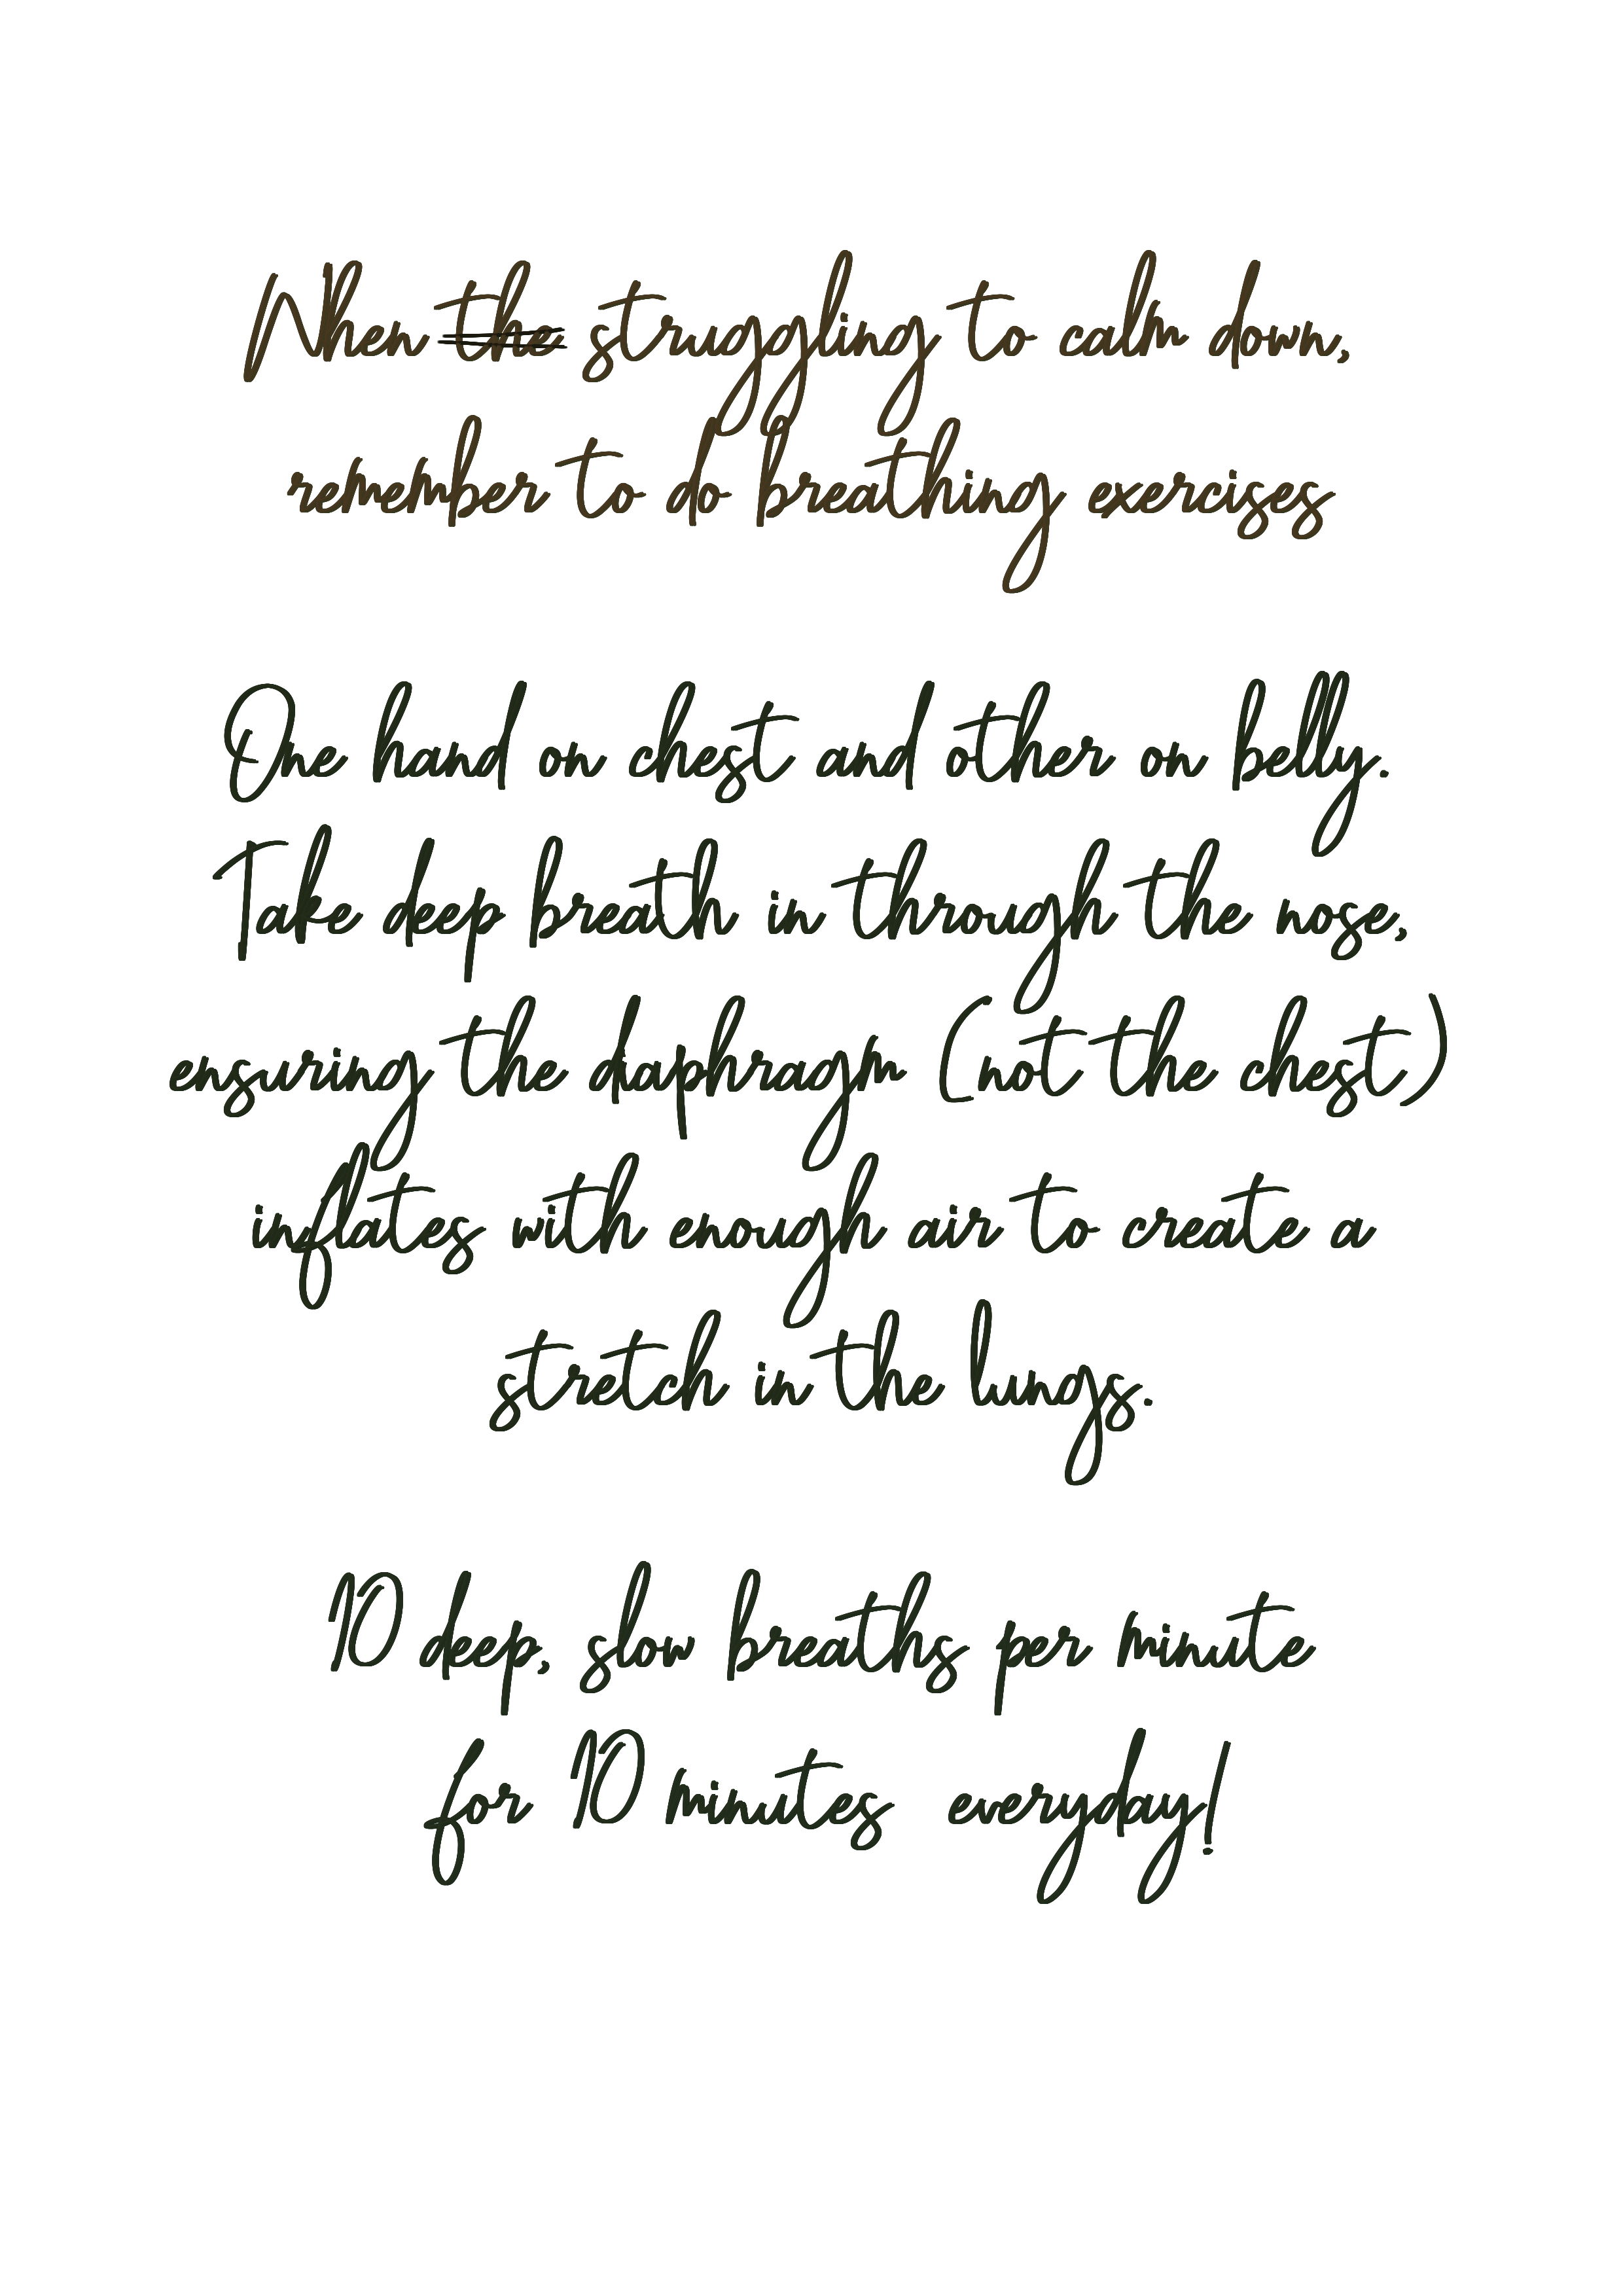 When the struggling to calm down,
remember to do breathing exercises
One hand on chest and other on belly.
Take deep breath in through the nose,
ensuring the diaphragm (not the chest)
inflates with enough air to create a
stretch in the lungs.
10 deep, slow breaths per minute
for 10 minutes everyday!